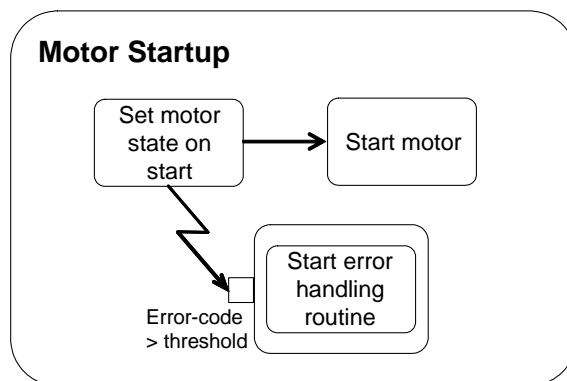 Motor Startup
Set motor
state on
start
Start motor
Start error
handling
routine
Error-code
> threshold